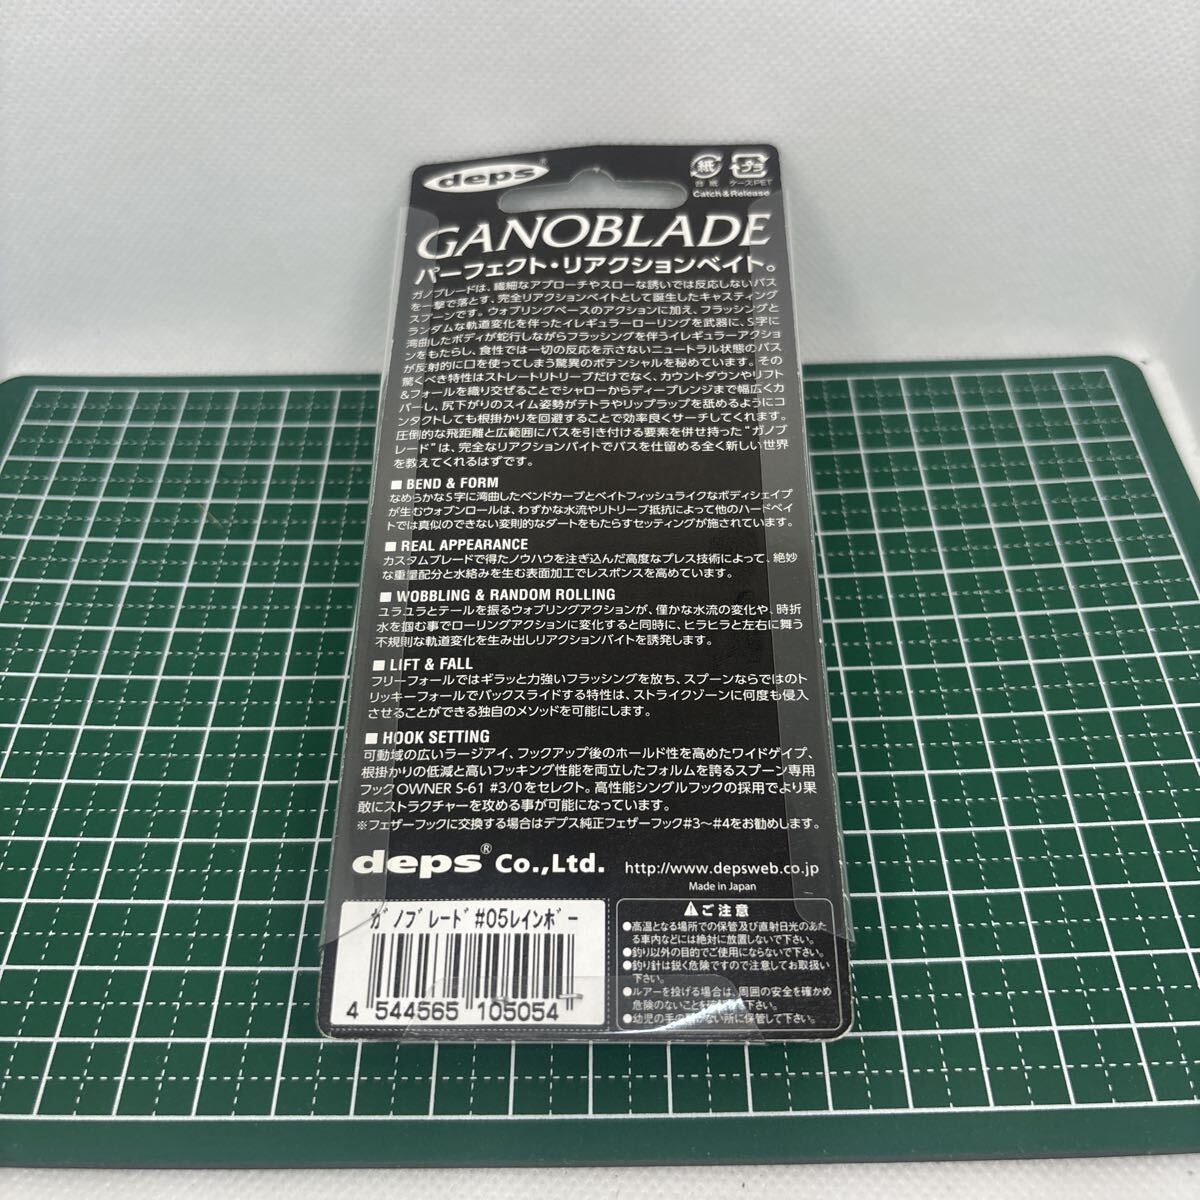 deps
紙
プラ
台紙
ケースPET
Catch & Release
GANOBLADE
パーフェクト・リアクションベイト。
ガノブレードは、繊細なアプローチやスローな誘いでは反応しないバス
を一撃で落とす、完全リアクションベイトとして誕生したキャスティング
スプーンです。ウォブリングベースのアクションに加え、フラッシングと
ランダムな軌道変化を伴ったイレギュラーローリングを武器に、S字に
湾曲したボディが蛇行しながらフラッシングを伴うイレギュラーアクショ
ンをもたらし、食性では一切の反応を示さないニュートラル状態のバス
が反射的に口を使ってしまう驚異のポテンシャルを秘めています。その
驚くべき特性はストレートリトリーブだけでなく、カウントダウンやリフト
&フォールを織り交ぜることでシャローからディープレンジまで幅広くカ
バーし、尻下がりのスイム姿勢がテトラやリップラップを舐めるようにコ
ンタクトしても根掛かりを回避することで効率良くサーチしてくれます。
圧倒的な飛距離と広範囲にバスを引き付ける要素を併せ持った“ガノブ
レード”は、完全なリアクションバイトでバスを仕留める全く新しい世界
を教えてくれるはずです。
■ BEND & FORM
なめらかなS字に湾曲したベンドカーブとベイトフィッシュライクなボディシェイプ
が生むウォブンロールは、わずかな水流やリトリーブ抵抗によって他のハードベイ
トでは真似のできない変則的なダートをもたらすセッティングが施されています。
■ REAL APPEARANCE
カスタムブレードで得たノウハウを注ぎ込んだ高度なプレス技術によって、絶妙
な重量配分と水絡みを生む表面加工でレスポンスを高めています。
■ WOBBLING & RANDOM ROLLING
ユラユラとテールを振るウォブリングアクションが、僅かな水流の変化や、時折
水を掴む事でローリングアクションに変化すると同時に、ヒラヒラと左右に舞う
不規則な軌道変化を生み出しリアクションバイトを誘発します。
■ LIFT & FALL
フリーフォールではギラッと力強いフラッシングを放ち、スプーンならではのト
リッキーフォールでバックスライドする特性は、ストライクゾーンに何度も侵入
させることができる独自のメソッドを可能にします。
■ HOOK SETTING
可動域の広いラージアイ、フックアップ後のホールド性を高めたワイドゲイプ、
根掛かりの低減と高いフッキング性能を両立したフォルムを誇るスプーン専用
フックOWNER S-61 #3/0をセレクト。高性能シングルフックの採用でより果
敢にストラクチャーを攻める事が可能になっています。
※フェザーフックに交換する場合はデプス純正フェザーフック#3〜#4をお勧めします。
deps® Co.,Ltd. http://www.depsweb.co.jp
Made in Japan
ｶﾞﾉﾌﾞﾚｰﾄﾞ #05ﾚｲﾝﾎﾞｰ
4 544565 105054
⚠ご注意
●高温となる場所での保管及び直射日光のあた
る車内などには絶対に放置しないで下さい。
●釣り以外の目的でご使用にならないで下さい。
●釣り針は鋭く危険ですので注意してお取扱い
下さい。
●ルアーを投げる場合は、周囲の安全を確かめ
危険のないことを 下さい。
●幼児の手の ない所に保管して下さい。